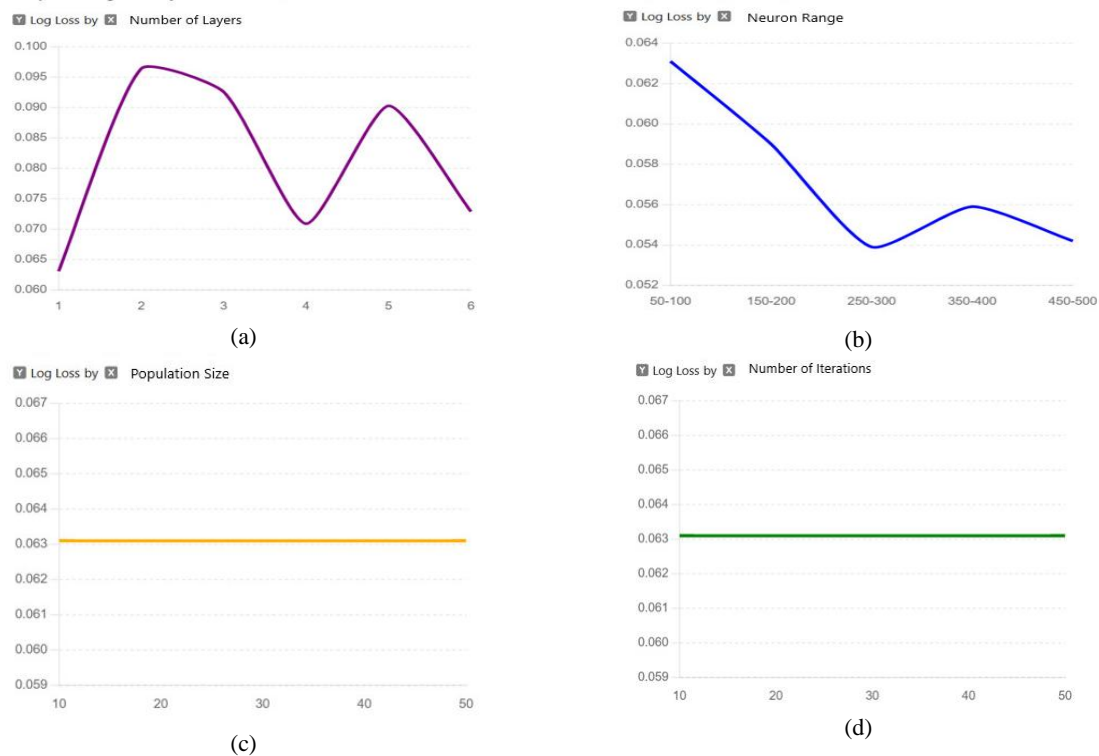 Y Log Loss by X Number of Layers
0.100
0.095
0.090
0.085
0.080
0.075
0.070
0.065
0.060
1 2 3 4 5 6
(a)
Y Log Loss by X Neuron Range
0.064
0.062
0.060
0.058
0.056
0.054
0.052
50-100 150-200 250-300 350-400 450-500
(b)
Y Log Loss by X Population Size
0.067
0.066
0.065
0.064
0.063
0.062
0.061
0.060
0.059
10 20 30 40 50
(c)
Y Log Loss by X Number of Iterations
0.067
0.066
0.065
0.064
0.063
0.062
0.061
0.060
0.059
10 20 30 40 50
(d)